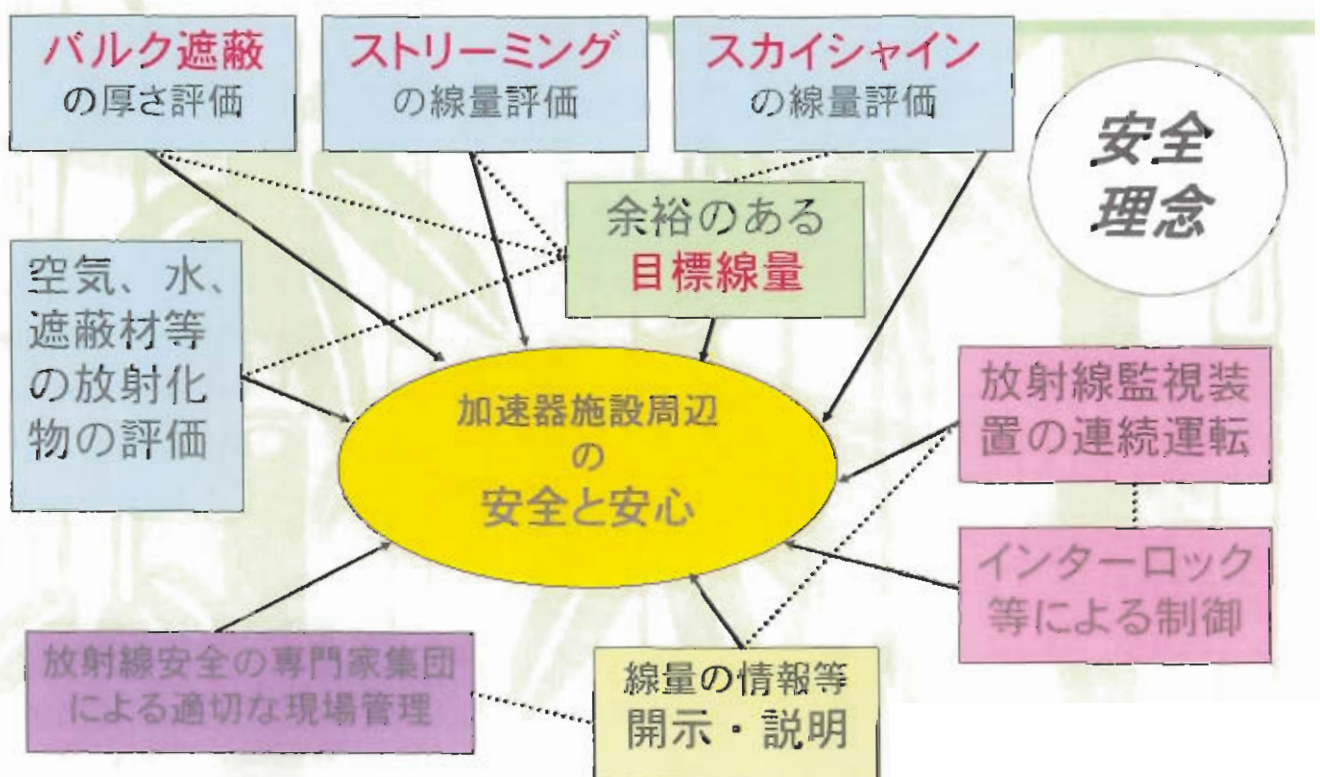 バルク遮蔽
の厚さ評価
ストリーミング
の線量評価
スカイシャイン
の線量評価
安全
理念
余裕のある
目標線量
空気、水、
遮蔽材等
の放射化
物の評価
加速器施設周辺
の
安全と安心
放射線監視装
置の連続運転
インターロック
等による制御
放射線安全の専門家集団
による適切な現場管理
線量の情報等
開示・説明